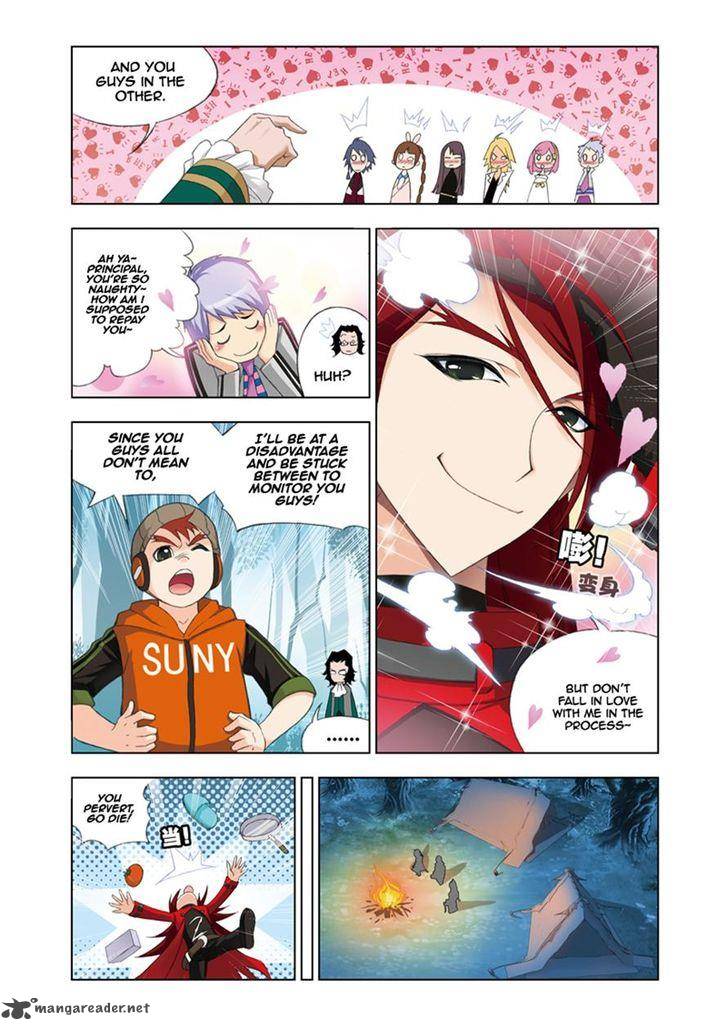 AND YOU
GUYS IN THE
OTHER.
AH YA~
PRINCIPAL,
YOU'RE SO
NAUGHTY~
HOW AM I
SUPPOSED
TO REPAY
YOU~
HUH?
嘭!
变身
BUT DON'T
FALL IN LOVE
WITH ME IN THE
PROCESS~
SINCE YOU
GUYS ALL
DON'T MEAN
TO,
I'LL BE AT A
DISADVANTAGE
AND BE STUCK
BETWEEN TO
MONITOR YOU
GUYS!
SUNY
......
YOU
PERVERT,
GO DIE!
当!
mangareader.net